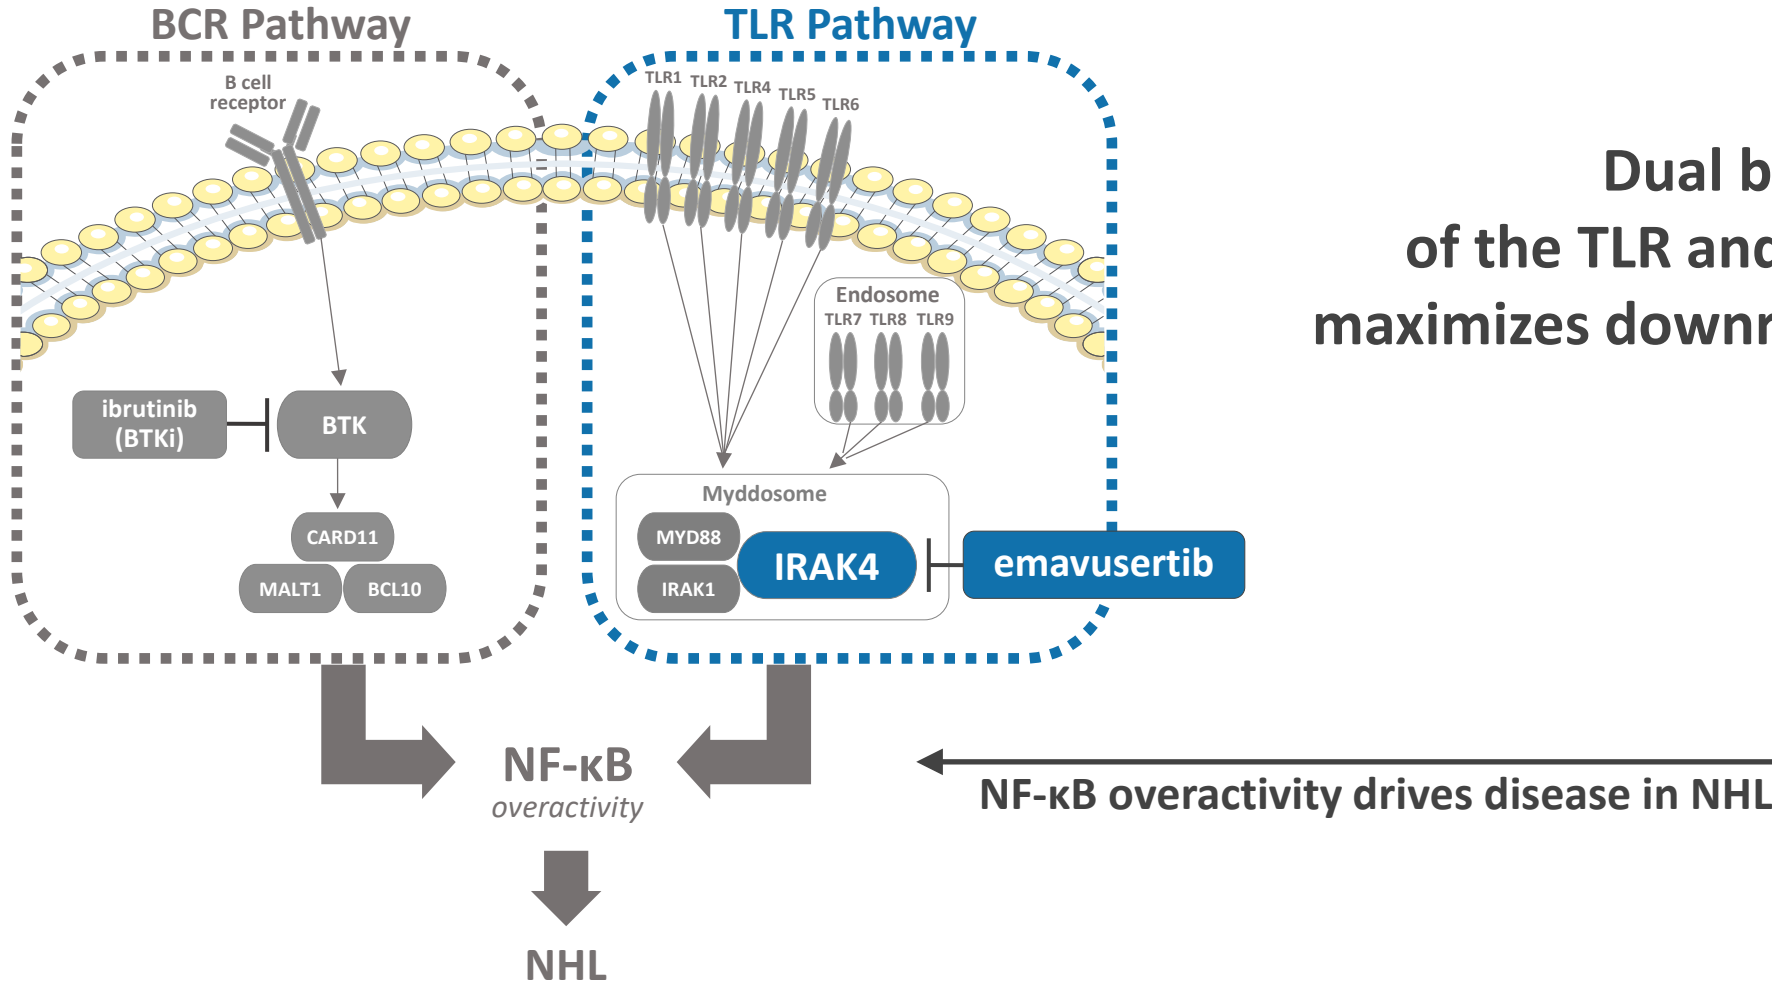 BCR Pathway
TLR Pathway
B cell
receptor
TLR1 TLR2 TLR4 TLR5 TLR6
Endosome
TLR7 TLR8 TLR9
ibrutinib
(BTKi)
BTK
CARD11
MALT1
BCL10
Myddosome
MYD88
IRAK1
IRAK4
emavusertib
NF-κB
overactivity
NHL
Dual b
of the TLR and
maximizes downr
NF-κB overactivity drives disease in NHL